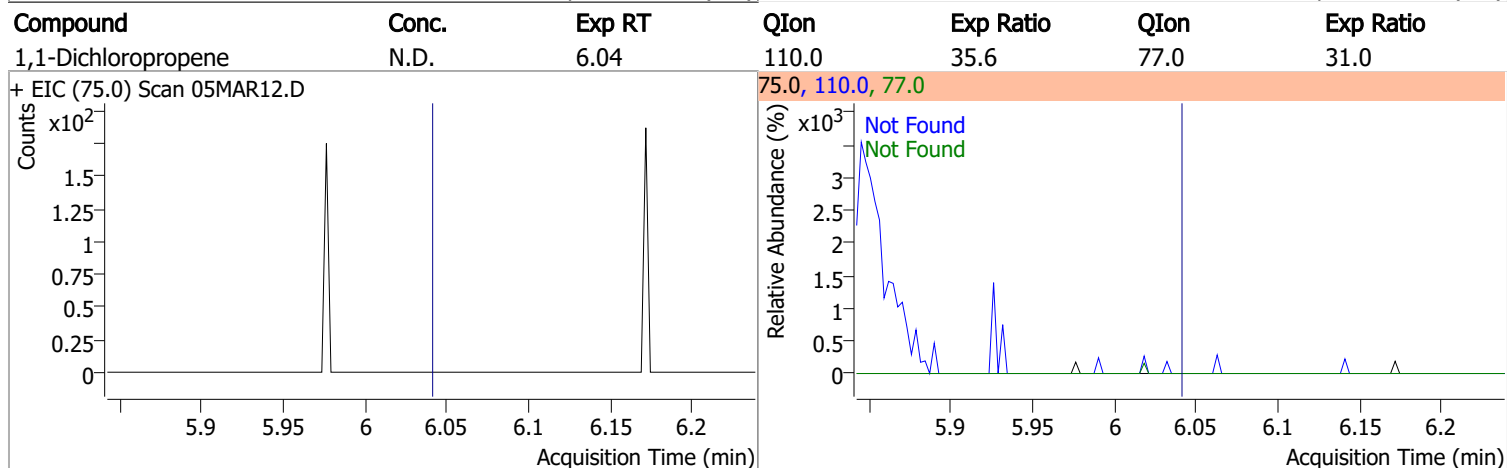 Compound Conc. Exp RT QIon Exp Ratio QIon Exp Ratio
1,1-Dichloropropene N.D. 6.04 110.0 35.6 77.0 31.0
+ EIC (75.0) Scan 05MAR12.D
Counts
x10²
1.5
1.25
1
0.75
0.5
0.25
0
5.9 5.95 6 6.05 6.1 6.15 6.2
Acquisition Time (min)
75.0, 110.0, 77.0
Relative Abundance (%)
x10³
Not Found
Not Found
3
2.5
2
1.5
1
0.5
0
5.9 5.95 6 6.05 6.1 6.15 6.2
Acquisition Time (min)